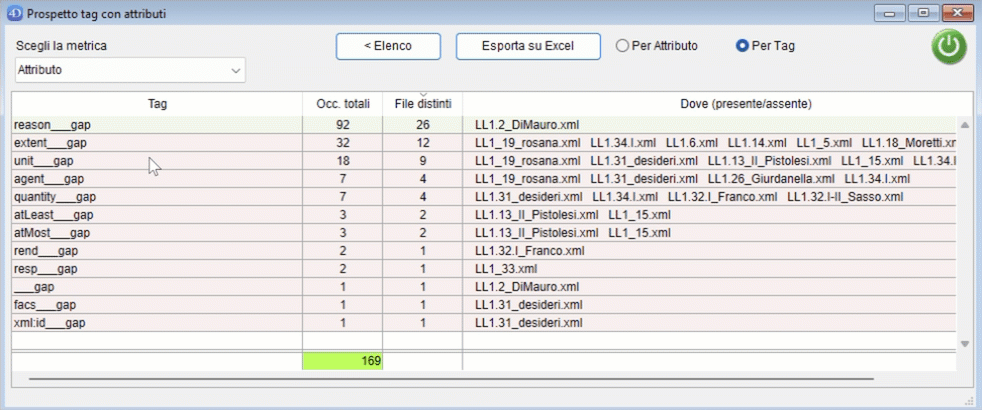 Prospetto tag con attributi
Scegli la metrica
< Elenco Esporta su Excel Per Attributo Per Tag
Attributo
Tag Occ. totali File distinti Dove (presente/assente)
reason___gap 92 26 LL1.2_DiMauro.xml
extent___gap 32 12 LL1_19_rosana.xml LL1.34.I.xml LL1.6.xml LL1.14.xml LL1_5.xml LL1.18_Moretti.xm
unit___gap 18 9 LL1_19_rosana.xml LL1.31_desideri.xml LL1.13_II_Pistolesi.xml LL1_15.xml LL1.34.I
agent___gap 7 4 LL1_19_rosana.xml LL1.31_desideri.xml LL1.26_Giurdanella.xml LL1.34.I.xml
quantity___gap 7 4 LL1.31_desideri.xml LL1.34.I.xml LL1.32.I_Franco.xml LL1.32.I-II_Sasso.xml
atLeast___gap 3 2 LL1.13_II_Pistolesi.xml LL1_15.xml
atMost___gap 3 2 LL1.13_II_Pistolesi.xml LL1_15.xml
rend___gap 2 1 LL1.32.I_Franco.xml
resp___gap 2 1 LL1_33.xml
___gap 1 1 LL1.2_DiMauro.xml
facs___gap 1 1 LL1.31_desideri.xml
xml:id___gap 1 1 LL1.31_desideri.xml
169